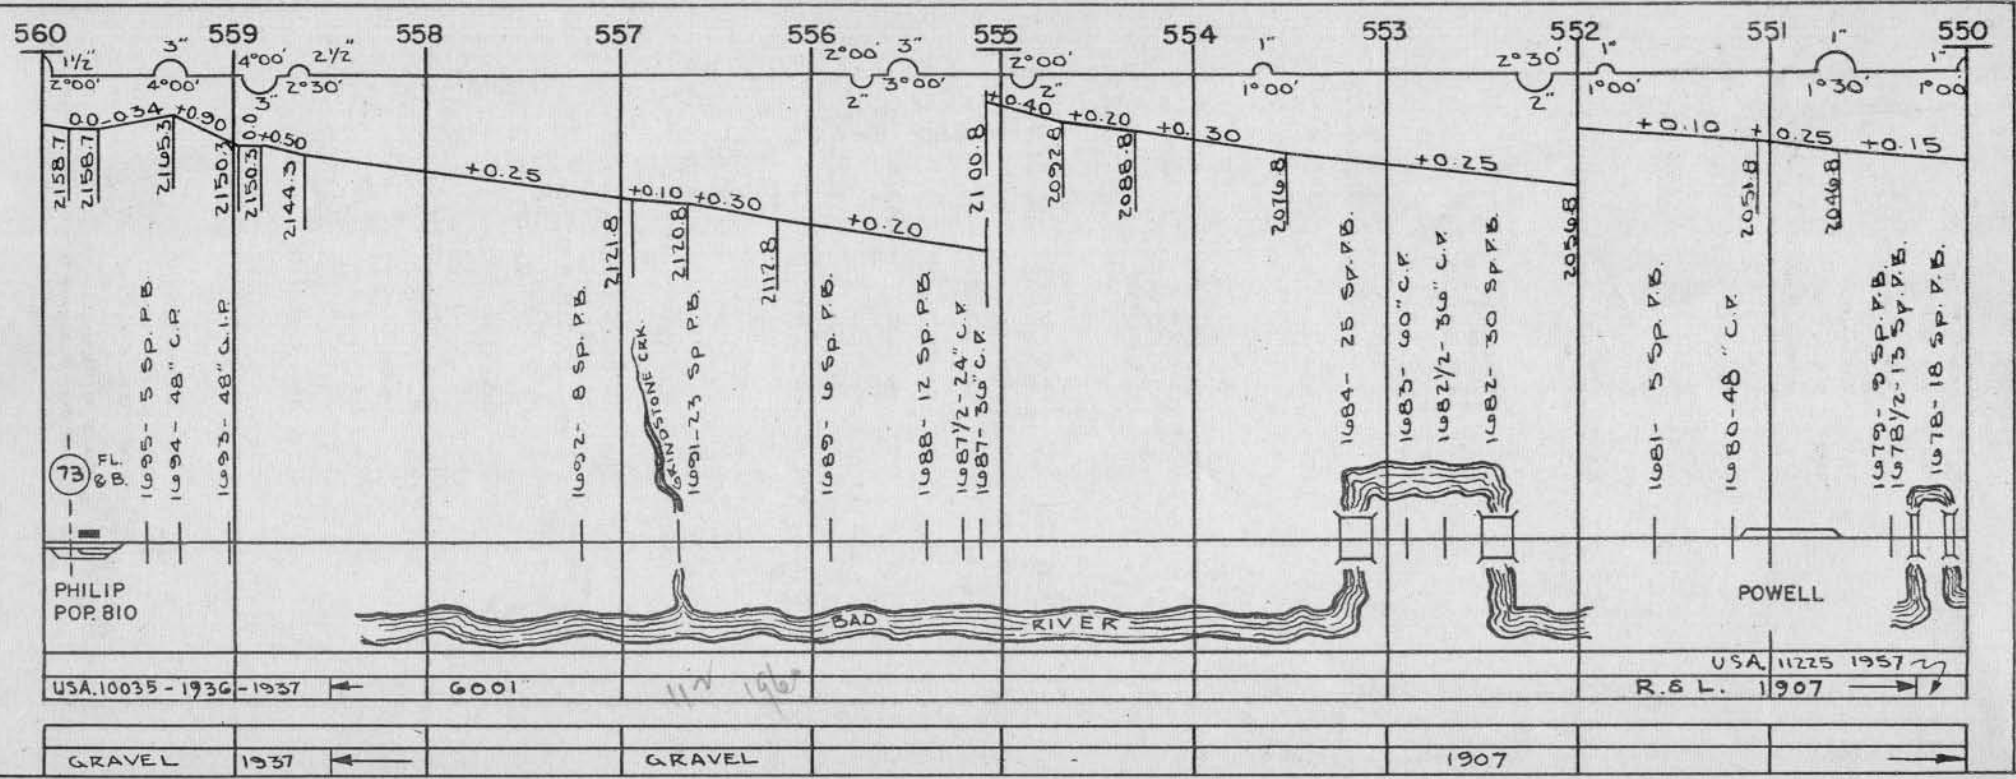 560 559 558 557 556 555 554 553 552 551 550
1½" 3" 4°00' 2½" 2°00' 3" 2°00' 1" 2°30' 1" 1" 1"
2°00' 4°00' 3" 2°30' 2" 3°00' 2" 1°00' 2" 1°00' 1°30' 1°00'
0.0 -0.34 +0.90 0.0 +0.50 +0.25 +0.10 +0.30 +0.20 +0.40 +0.20 +0.30 +0.25 +0.10 +0.25 +0.15
2158.7
2158.7
2165.3
2150.3
2150.3
2144.3
2121.8
2120.8
2112.8
2100.8
2092.8
2088.8
2076.8
2056.8
2051.8
2046.8
1695- 5 Sp. P.B.
1694- 48" C.P.
1693- 48" C.I.P.
1692- 8 Sp. P.B.
GRINDSTONE CRK.
1691-23 Sp P.B.
1689- 6 Sp. P.B.
1688-12 Sp. P.B.
1687½-24" C.P.
1687-36" C.P.
1684- 25 Sp. P.B.
1683- 60" C.P.
1682½- 36" C.P.
1682- 30 Sp. P.B.
1681- 5 Sp. P.B.
1680-48" C.P.
1679- 9 Sp. P.B.
1678½-13 Sp. P.B.
1678-18 Sp. P.B.
73 FL.
& B.
PHILIP
POP. 810
BAD RIVER
POWELL
USA. 11225 1957
USA.10035-1936-1937 6001 R.&L. 1907
GRAVEL 1937 GRAVEL 1907